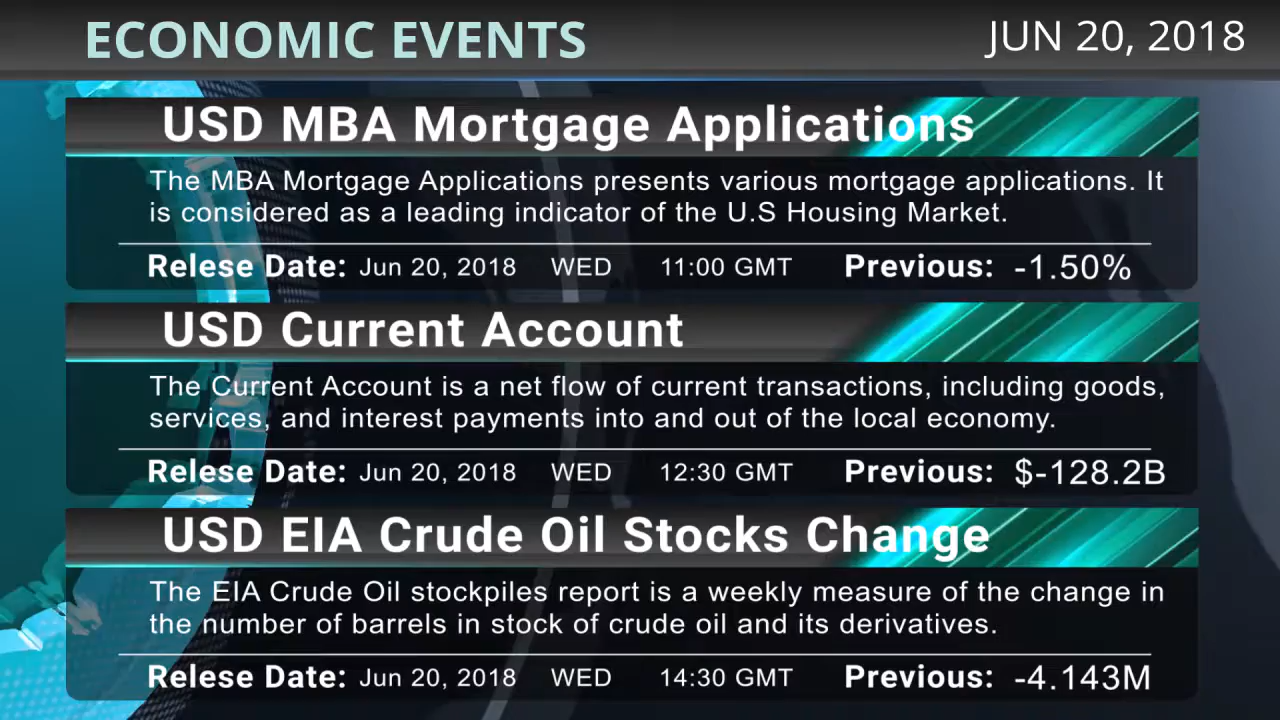 ECONOMIC EVENTS
JUN 20, 2018
USD MBA Mortgage Applications
The MBA Mortgage Applications presents various mortgage applications. It
is considered as a leading indicator of the U.S Housing Market.
Relese Date: Jun 20, 2018 WED 11:00 GMT Previous: -1.50%
USD Current Account
The Current Account is a net flow of current transactions, including goods,
services, and interest payments into and out of the local economy.
Relese Date: Jun 20, 2018 WED 12:30 GMT Previous: $-128.2B
USD EIA Crude Oil Stocks Change
The EIA Crude Oil stockpiles report is a weekly measure of the change in
the number of barrels in stock of crude oil and its derivatives.
Relese Date: Jun 20, 2018 WED 14:30 GMT Previous: -4.143M